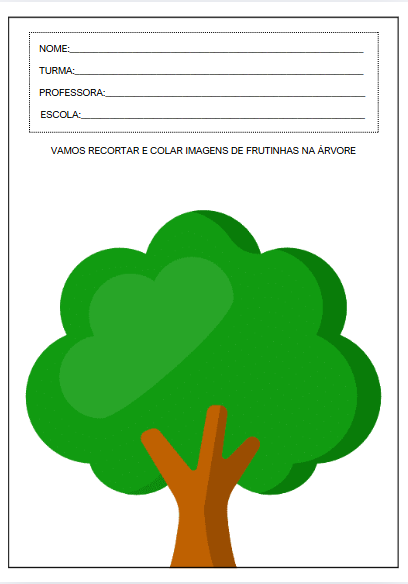 NOME:
TURMA:
PROFESSORA:
ESCOLA:
VAMOS RECORTAR E COLAR IMAGENS DE FRUTINHAS NA ÁRVORE